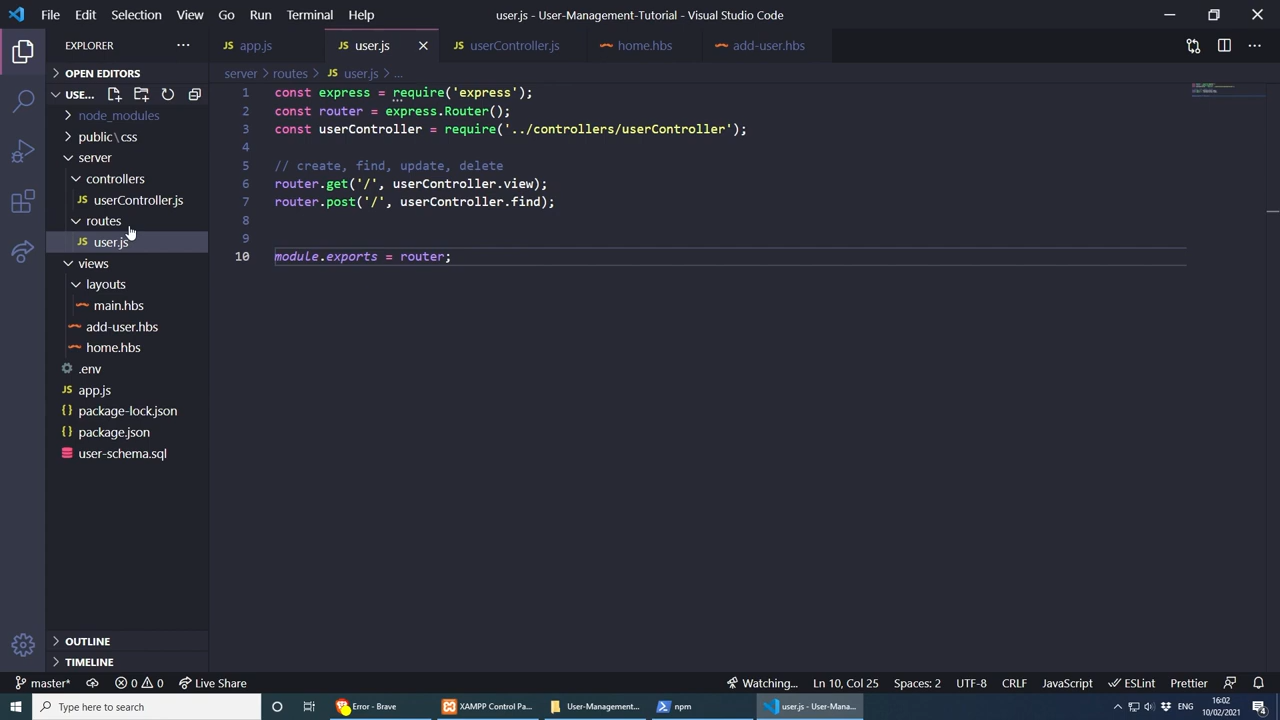 File Edit Selection View Go Run Terminal Help
user.js - User-Management-Tutorial - Visual Studio Code
EXPLORER
OPEN EDITORS
USE...
node_modules
public\css
server
controllers
JS userController.js
routes
JS user.js
views
layouts
main.hbs
add-user.hbs
home.hbs
.env
JS app.js
{} package-lock.json
{} package.json
user-schema.sql
OUTLINE
TIMELINE
JS app.js
JS user.js
JS userController.js
home.hbs
add-user.hbs
server > routes > JS user.js > ...
1 const express = require('express');
2 const router = express.Router();
3 const userController = require('../controllers/userController');
4
5 // create, find, update, delete
6 router.get('/', userController.view);
7 router.post('/', userController.find);
8
9
10 module.exports = router;
master* 0 0 Live Share
Watching... Ln 10, Col 25 Spaces: 2 UTF-8 CRLF JavaScript ESLint Prettier
Type here to search
Error - Brave
XAMPP Control Pa...
User-Management...
npm
user.js - User-Mana...
ENG
16:02
10/02/2021
4